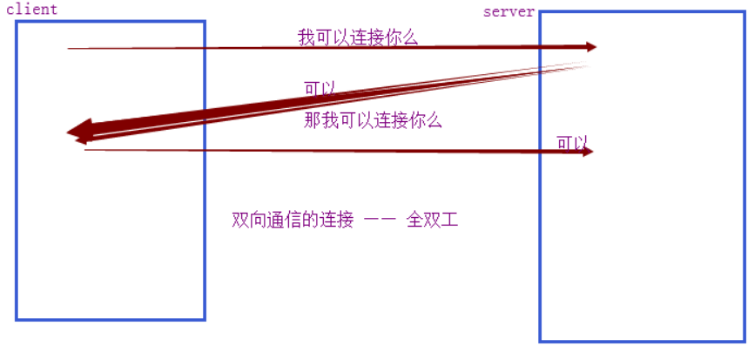 client
server
我可以连接你么
可以
那我可以连接你么
可以
双向通信的连接 —— 全双工